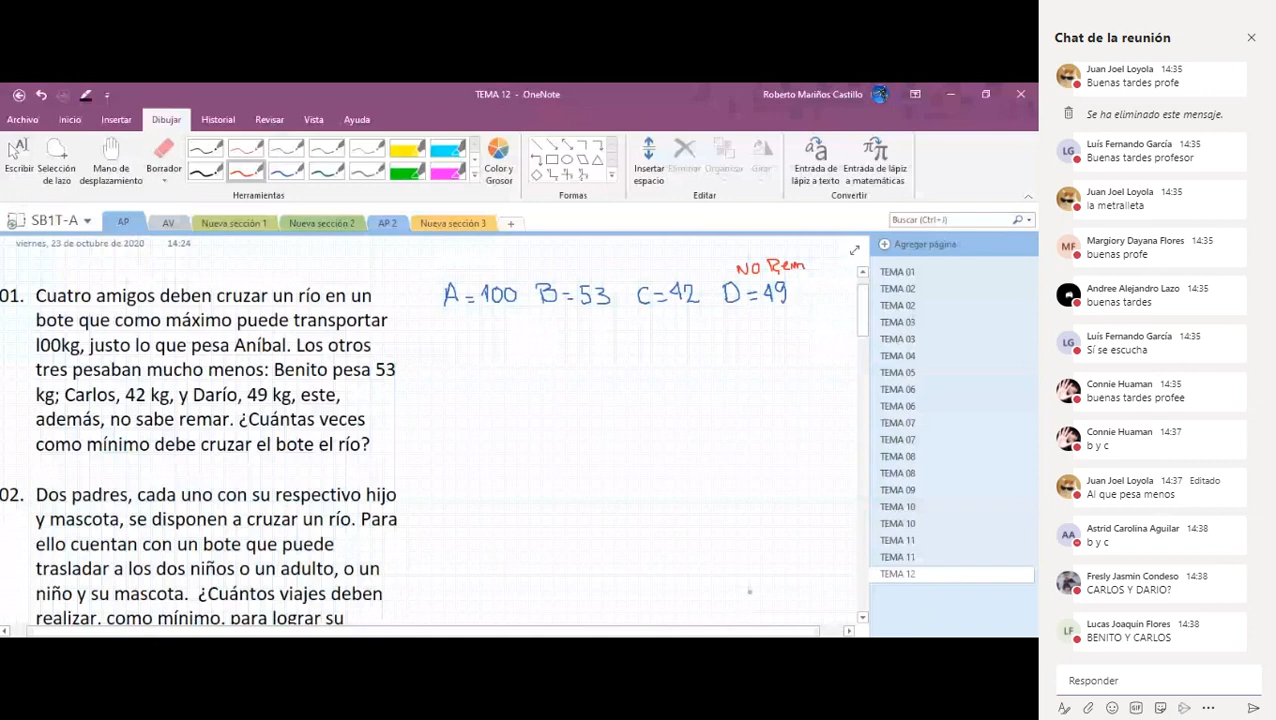 TEMA 12 - OneNote
Roberto Mariños Castillo
Archivo Inicio Insertar Dibujar Historial Revisar Vista Ayuda
Escribir
Selección de lazo
Mano de desplazamiento
Borrador
Color y Grosor
Insertar espacio
Eliminar
Organizar
Girar
Entrada de lápiz a texto
Entrada de lápiz a matemáticas
Herramientas Formas Editar Convertir
SB1T-A AP AV Nueva sección 1 Nueva sección 2 AP 2 Nueva sección 3
Buscar (Ctrl+I)
viernes, 23 de octubre de 2020 14:24
NO Rem
A = 100 B = 53 C = 42 D = 49
01. Cuatro amigos deben cruzar un río en un
bote que como máximo puede transportar
l00kg, justo lo que pesa Aníbal. Los otros
tres pesaban mucho menos: Benito pesa 53
kg; Carlos, 42 kg, y Darío, 49 kg, este,
además, no sabe remar. ¿Cuántas veces
como mínimo debe cruzar el bote el río?
02. Dos padres, cada uno con su respectivo hijo
y mascota, se disponen a cruzar un río. Para
ello cuentan con un bote que puede
trasladar a los dos niños o un adulto, o un
niño y su mascota. ¿Cuántos viajes deben
realizar, como mínimo, para lograr su
Agregar página
TEMA 01
TEMA 02
TEMA 02
TEMA 03
TEMA 03
TEMA 04
TEMA 05
TEMA 06
TEMA 06
TEMA 07
TEMA 07
TEMA 08
TEMA 08
TEMA 09
TEMA 10
TEMA 10
TEMA 11
TEMA 11
TEMA 12
Chat de la reunión
Juan Joel Loyola 14:35
Buenas tardes profe
Se ha eliminado este mensaje.
LG Luís Fernando García 14:35
Buenas tardes profesor
Juan Joel Loyola 14:35
la metralleta
MF Margiory Dayana Flores 14:35
buenas profe
Andree Alejandro Lazo 14:35
buenas tardes
LG Luís Fernando García 14:35
Sí se escucha
Connie Huaman 14:35
buenas tardes profee
Connie Huaman 14:37
b y c
Juan Joel Loyola 14:37 Editado
Al que pesa menos
AA Astrid Carolina Aguilar 14:38
b y c
Fresly Jasmin Condeso 14:38
CARLOS Y DARIO?
LF Lucas Joaquín Flores 14:38
BENITO Y CARLOS
Responder
GIF